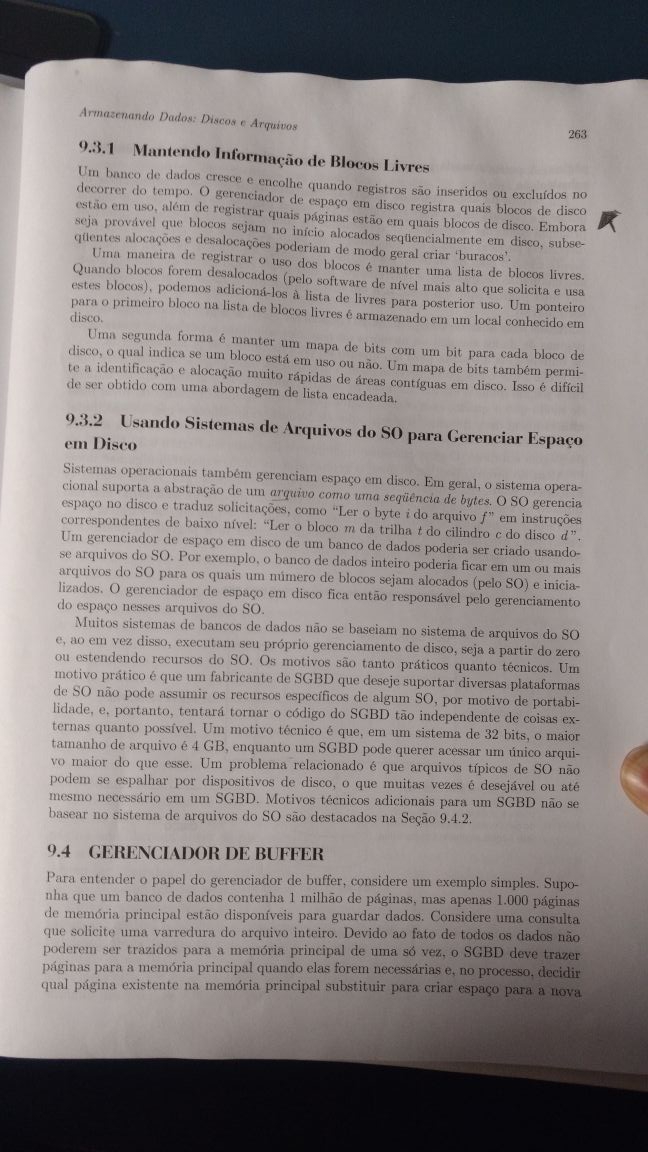 Armazenando Dados: Discos e Arquivos
263
9.3.1 Mantendo Informação de Blocos Livres
Um banco de dados cresce e encolhe quando registros são inseridos ou excluídos no
decorrer do tempo. O gerenciador de espaço em disco registra quais blocos de disco
estão em uso, além de registrar quais páginas estão em quais blocos de disco. Embora
seja provável que blocos sejam no início alocados seqüencialmente em disco, subse-
qüentes alocações e desalocações poderiam de modo geral criar 'buracos'.
Uma maneira de registrar o uso dos blocos é manter uma lista de blocos livres.
Quando blocos forem desalocados (pelo software de nível mais alto que solicita e usa
estes blocos), podemos adicioná-los à lista de livres para posterior uso. Um ponteiro
para o primeiro bloco na lista de blocos livres é armazenado em um local conhecido em
disco.
Uma segunda forma é manter um mapa de bits com um bit para cada bloco de
disco, o qual indica se um bloco está em uso ou não. Um mapa de bits também permi-
te a identificação e alocação muito rápidas de áreas contíguas em disco. Isso é difícil
de ser obtido com uma abordagem de lista encadeada.
9.3.2 Usando Sistemas de Arquivos do SO para Gerenciar Espaço
em Disco
Sistemas operacionais também gerenciam espaço em disco. Em geral, o sistema opera-
cional suporta a abstração de um arquivo como uma seqüência de bytes. O SO gerencia
espaço no disco e traduz solicitações, como "Ler o byte i do arquivo f" em instruções
correspondentes de baixo nível: "Ler o bloco m da trilha t do cilindro c do disco d".
Um gerenciador de espaço em disco de um banco de dados poderia ser criado usando-
se arquivos do SO. Por exemplo, o banco de dados inteiro poderia ficar em um ou mais
arquivos do SO para os quais um número de blocos sejam alocados (pelo SO) e inicia-
lizados. O gerenciador de espaço em disco fica então responsável pelo gerenciamento
do espaço nesses arquivos do SO.
Muitos sistemas de bancos de dados não se baseiam no sistema de arquivos do SO
e, ao em vez disso, executam seu próprio gerenciamento de disco, seja a partir do zero
ou estendendo recursos do SO. Os motivos são tanto práticos quanto técnicos. Um
motivo prático é que um fabricante de SGBD que deseje suportar diversas plataformas
de SO não pode assumir os recursos específicos de algum SO, por motivo de portabi-
lidade, e, portanto, tentará tornar o código do SGBD tão independente de coisas ex-
ternas quanto possível. Um motivo técnico é que, em um sistema de 32 bits, o maior
tamanho de arquivo é 4 GB, enquanto um SGBD pode querer acessar um único arqui-
vo maior do que esse. Um problema relacionado é que arquivos típicos de SO não
podem se espalhar por dispositivos de disco, o que muitas vezes é desejável ou até
mesmo necessário em um SGBD. Motivos técnicos adicionais para um SGBD não se
basear no sistema de arquivos do SO são destacados na Seção 9.4.2.
9.4 GERENCIADOR DE BUFFER
Para entender o papel do gerenciador de buffer, considere um exemplo simples. Supo-
nha que um banco de dados contenha 1 milhão de páginas, mas apenas 1.000 páginas
de memória principal estão disponíveis para guardar dados. Considere uma consulta
que solicite uma varredura do arquivo inteiro. Devido ao fato de todos os dados não
poderem ser trazidos para a memória principal de uma só vez, o SGBD deve trazer
páginas para a memória principal quando elas forem necessárias e, no processo, decidir
qual página existente na memória principal substituir para criar espaço para a nova